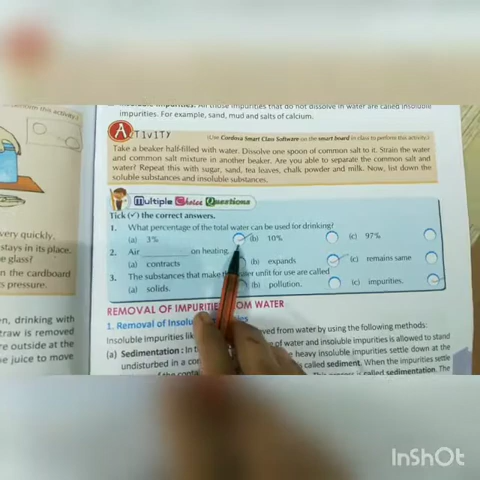 impurities. For example, sand, mud and salts of calcium.
ACTIVITY
(Use Cordova Smart Class Software on the smart board in class to perform this activity.)
Take a beaker half-filled with water. Dissolve one spoon of common salt to it. Strain the water
and common salt mixture in another beaker. Are you able to separate the common salt and
water? Repeat this with sugar, sand, tea leaves, chalk powder and milk. Now, list down the
soluble substances and insoluble substances.
Multiple Choice Questions
Tick (✓) the correct answers.
1. What percentage of the total water can be used for drinking?
(a) 3% (b) 10% (c) 97%
2. Air ________ on heating.
(a) contracts (b) expands (c) remains same
3. The substances that make the unfit for use are called
(a) solids. (b) pollution. (c) impurities.
REMOVAL OF IMPURITIES FROM WATER
1. Removal of
Insoluble impurities from water by using the following methods:
(a) Sedimentation : In of water and insoluble impurities is allowed to stand
undisturbed in a heavy insoluble impurities settle down at the
called sediment. When the impurities settle
is called sedimentation. The
very quickly.
stays in its place.
e glass?
n the cardboard
s pressure.
n, drinking with
traw is removed
re outside at the
e juice to move
InShOt